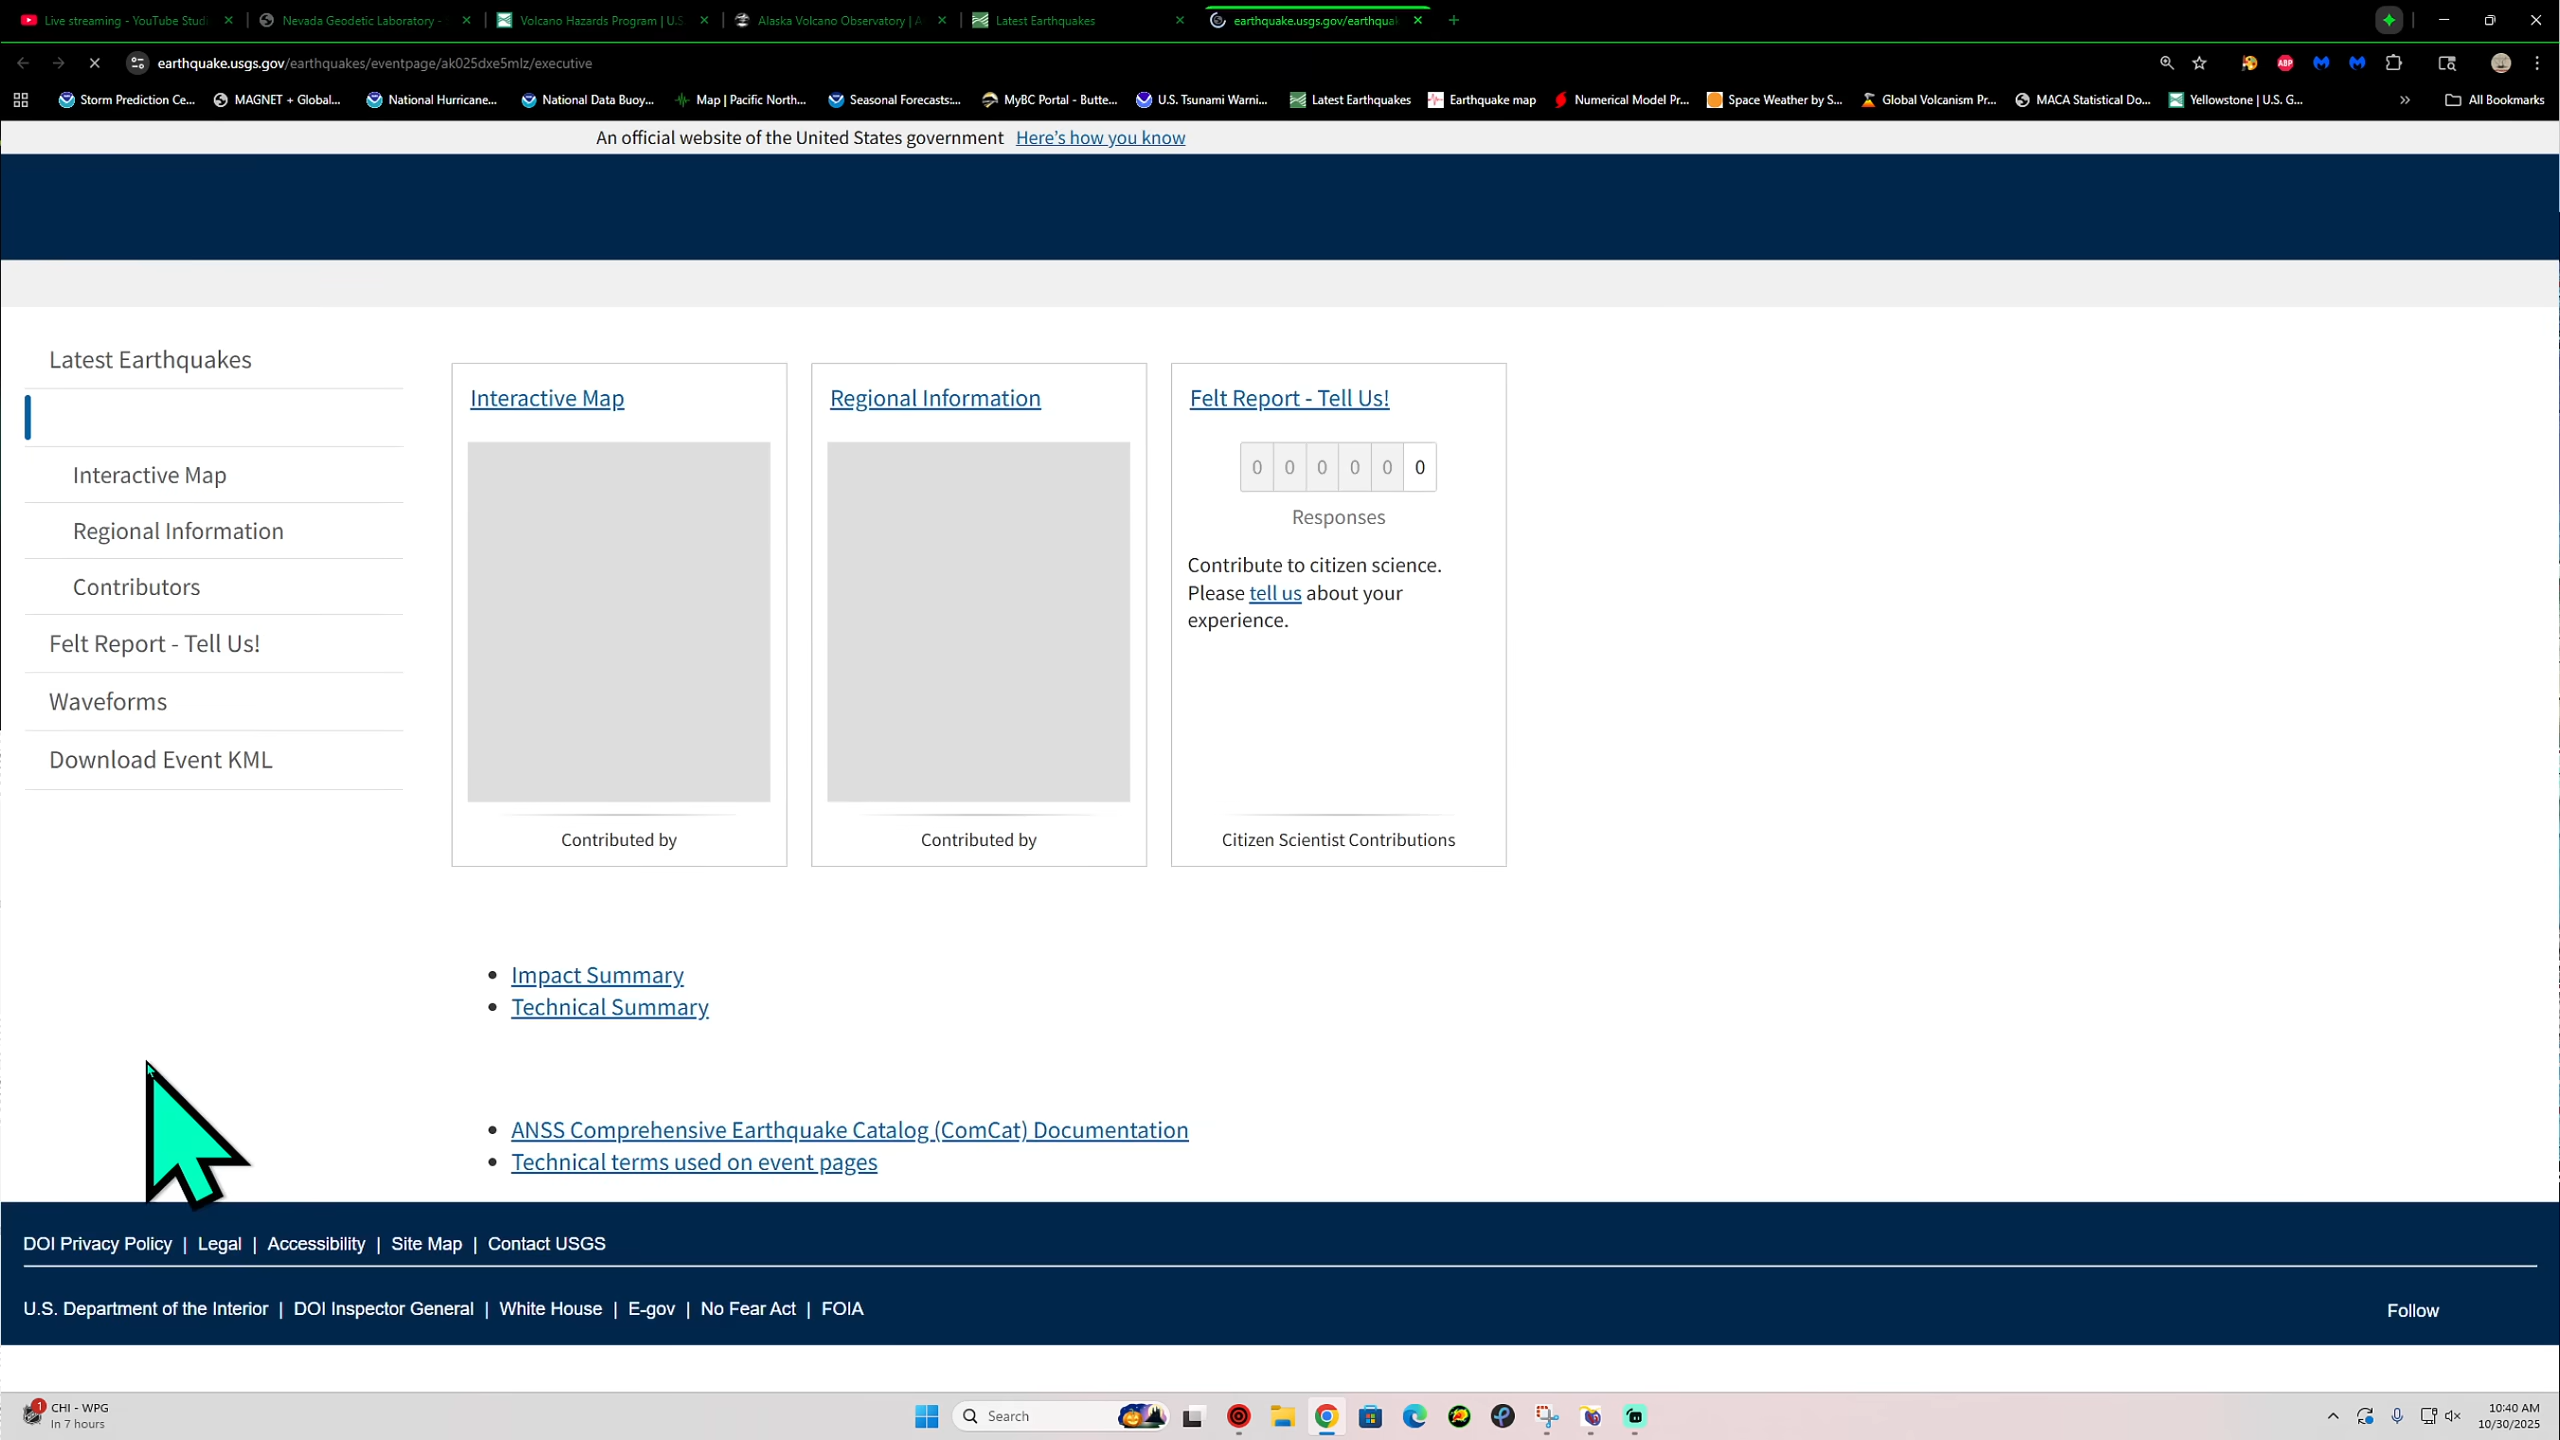 Live streaming - YouTube Studi
Nevada Geodetic Laboratory -
Volcano Hazards Program | U.S
Alaska Volcano Observatory | A
Latest Earthquakes
earthquake.usgs.gov/earthqua
earthquake.usgs.gov/earthquakes/eventpage/ak025dxe5mlz/executive
ABP
Storm Prediction Ce...
MAGNET + Global...
National Hurricane...
National Data Buoy...
Map | Pacific North...
Seasonal Forecasts:...
MyBC Portal - Butte...
U.S. Tsunami Warni...
Latest Earthquakes
Earthquake map
Numerical Model Pr...
Space Weather by S...
Global Volcanism Pr...
MACA Statistical Do...
Yellowstone | U.S. G...
»
All Bookmarks
An official website of the United States government Here's how you know
Latest Earthquakes
Interactive Map
Regional Information
Contributors
Felt Report - Tell Us!
Waveforms
Download Event KML
Interactive Map
Contributed by
Regional Information
Contributed by
Felt Report - Tell Us!
0 0 0 0 0 0
Responses
Contribute to citizen science.
Please tell us about your
experience.
Citizen Scientist Contributions
• Impact Summary
• Technical Summary
• ANSS Comprehensive Earthquake Catalog (ComCat) Documentation
• Technical terms used on event pages
DOI Privacy Policy | Legal | Accessibility | Site Map | Contact USGS
U.S. Department of the Interior | DOI Inspector General | White House | E-gov | No Fear Act | FOIA
Follow
1
CHI - WPG
In 7 hours
Search
10:40 AM
10/30/2025